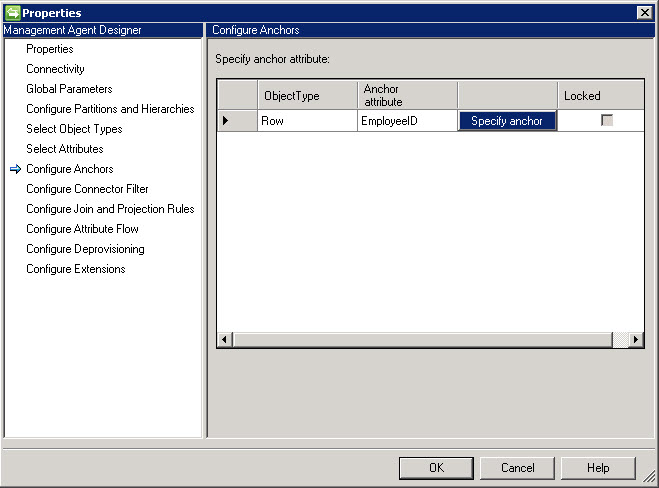 Properties
Management Agent Designer
Properties
Connectivity
Global Parameters
Configure Partitions and Hierarchies
Select Object Types
Select Attributes
Configure Anchors
Configure Connector Filter
Configure Join and Projection Rules
Configure Attribute Flow
Configure Deprovisioning
Configure Extensions
Configure Anchors
Specify anchor attribute:
ObjectType
Anchor
attribute
Locked
Row
EmployeeID
Specify anchor
OK
Cancel
Help